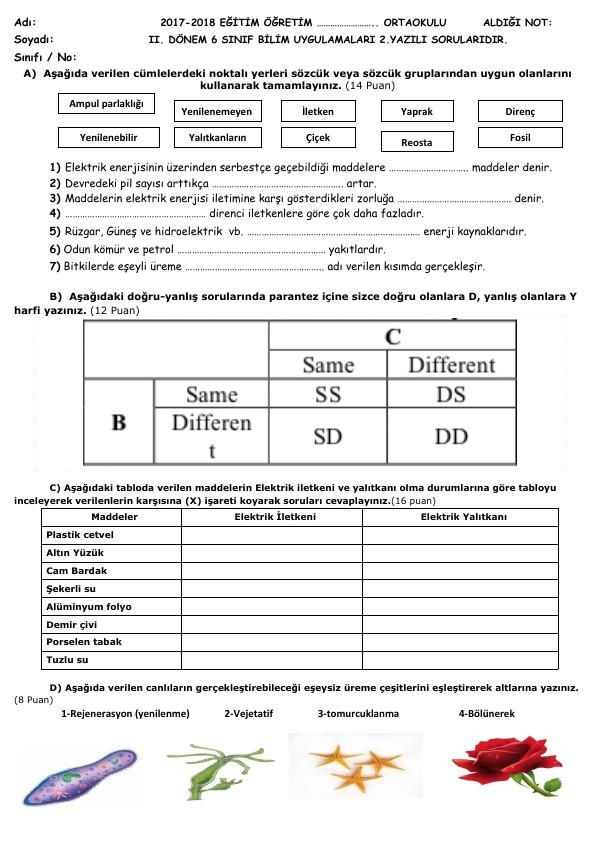 Adı: 2017-2018 EĞİTİM ÖĞRETİM …………………….. ORTAOKULU ALDIĞI NOT:
Soyadı: II. DÖNEM 6 SINIF BİLİM UYGULAMALARI 2.YAZILI SORULARIDIR.
Sınıfı / No:
A) Aşağıda verilen cümlelerdeki noktalı yerleri sözcük veya sözcük gruplarından uygun olanlarını
kullanarak tamamlayınız. (14 Puan)
Ampul parlaklığı Yenilenemeyen İletken Yaprak Direnç
Yenilenebilir Yalıtkanların Çiçek Reosta Fosil
1) Elektrik enerjisinin üzerinden serbestçe geçebildiği maddelere ………………………….. maddeler denir.
2) Devredeki pil sayısı arttıkça …………………………………………….. artar.
3) Maddelerin elektrik enerjisi iletimine karşı gösterdikleri zorluğa ……………………………………… denir.
4) ………………………………………………… direnci iletkenlere göre çok daha fazladır.
5) Rüzgar, Güneş ve hidroelektrik vb. …………………………………………………………… enerji kaynaklarıdır.
6) Odun kömür ve petrol …………………………………………………… yakıtlardır.
7) Bitkilerde eşeyli üreme ……………………………………………….. adı verilen kısımda gerçekleşir.
B) Aşağıdaki doğru-yanlış sorularında parantez içine sizce doğru olanlara D, yanlış olanlara Y
harfi yazınız. (12 Puan)
C
Same Different
B Same SS DS
Differen
t SD DD
C) Aşağıdaki tabloda verilen maddelerin Elektrik iletkeni ve yalıtkanı olma durumlarına göre tabloyu
inceleyerek verilenlerin karşısına (X) işareti koyarak soruları cevaplayınız.(16 puan)
Maddeler Elektrik İletkeni Elektrik Yalıtkanı
Plastik cetvel
Altın Yüzük
Cam Bardak
Şekerli su
Alüminyum folyo
Demir çivi
Porselen tabak
Tuzlu su
D) Aşağıda verilen canlıların gerçekleştirebileceği eşeysiz üreme çeşitlerini eşleştirerek altlarına yazınız.
(8 Puan)
1-Rejenerasyon (yenilenme) 2-Vejetatif 3-tomurcuklanma 4-Bölünerek